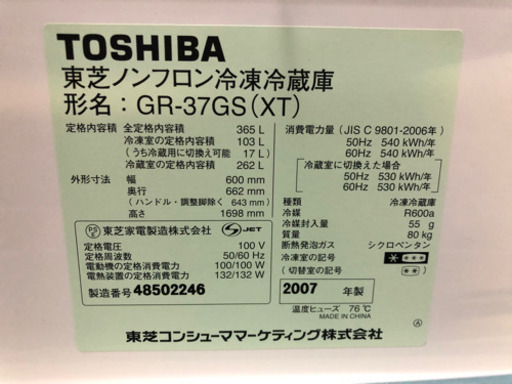 TOSHIBA
東芝ノンフロン冷凍冷蔵庫
形名：GR-37GS(XT)
定格内容積 全定格内容積 365 L
冷凍室の内容積 103 L
(うち冷蔵用に切換え可能 17 L)
冷蔵室の内容積 262 L
外形寸法 幅 600 mm
奥行 662 mm
(ハンドル・調整脚除く 643 mm)
高さ 1698 mm
PS E 東芝家電製造株式会社 JET
定格電圧 100 V
定格周波数 50/60 Hz
電動機の定格消費電力 100/100 W
電熱装置の定格消費電力 132/132 W
製造番号 48502246
消費電力量 (JIS C 9801-2006年)
50Hz 540 kWh/年
60Hz 540 kWh/年
(冷蔵室に切換えた場合)
50Hz 530 kWh/年
60Hz 530 kWh/年
種類 冷凍冷蔵庫
冷媒 R600a
冷媒封入量 55 g
質量 80 kg
断熱発泡ガス シクロペンタン
冷凍室の記号 ＊***
(切替室の記号) (**)
2007 年製
温度ヒューズ 76℃
MADE IN CHINA
東芝コンシューママーケティング株式会社 Ⓐ